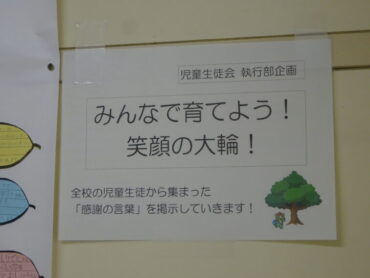 児童生徒会 執行部企画
みんなで育てよう！
笑顔の大輪！
全校の児童生徒から集まった
「感謝の言葉」を掲示していきます！